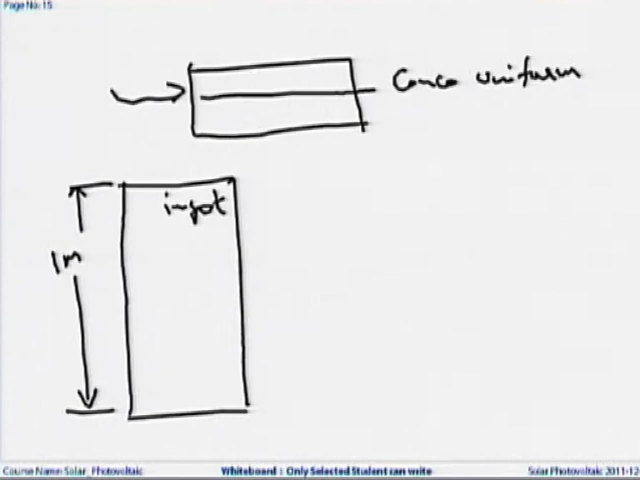 Page No: 15
Conc uniform
ingot
1m
Course Name: Solar_Photovoltaic
Whiteboard : Only Selected Student can write
Solar Photovoltaic 2011-12